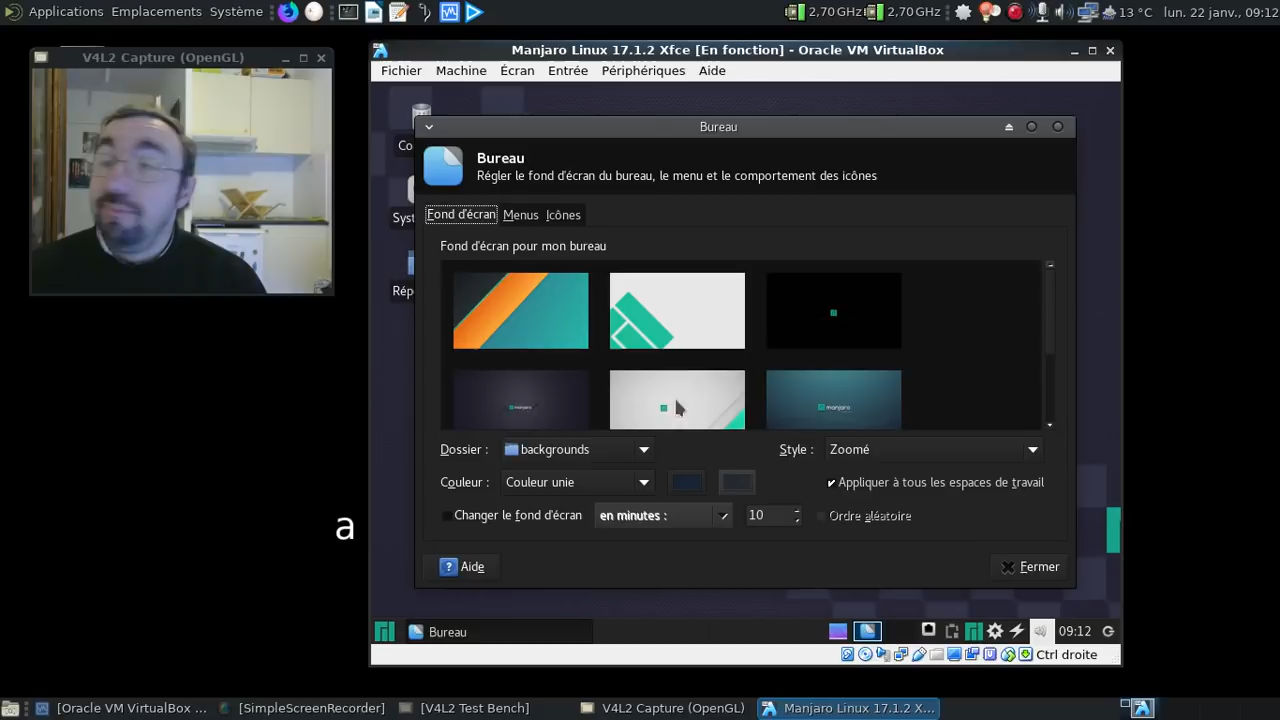 Applications Emplacements Système 2,70 GHz 2,70 GHz 13 °C lun. 22 janv., 09:12
V4L2 Capture (OpenGL)
Manjaro Linux 17.1.2 Xfce [En fonction] - Oracle VM VirtualBox
Fichier Machine Écran Entrée Périphériques Aide
Co
Bureau
Bureau
Régler le fond d'écran du bureau, le menu et le comportement des icônes
Syst
Fond d'écran Menus Icônes
Fond d'écran pour mon bureau
Rép
manjaro manjaro
Dossier : backgrounds Style : Zoomé
Couleur : Couleur unie Appliquer à tous les espaces de travail
Changer le fond d'écran en minutes : 10 Ordre aléatoire
a
Aide Fermer
Bureau 09:12
Ctrl droite
[Oracle VM VirtualBox ... [SimpleScreenRecorder] [V4L2 Test Bench] V4L2 Capture (OpenGL) Manjaro Linux 17.1.2 X...